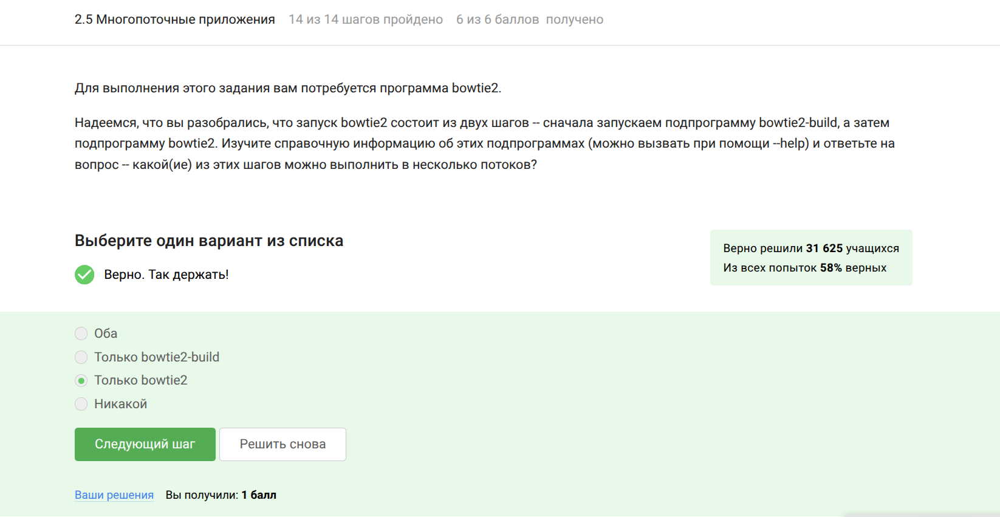 2.5 Многопоточные приложения 14 из 14 шагов пройдено 6 из 6 баллов получено
Для выполнения этого задания вам потребуется программа bowtie2.
Надеемся, что вы разобрались, что запуск bowtie2 состоит из двух шагов -- сначала запускаем подпрограмму bowtie2-build, а затем
подпрограмму bowtie2. Изучите справочную информацию об этих подпрограммах (можно вызвать при помощи --help) и ответьте на
вопрос -- какой(ие) из этих шагов можно выполнить в несколько потоков?
Выберите один вариант из списка
Верно. Так держать!
Верно решили 31 625 учащихся
Из всех попыток 58% верных
Оба
Только bowtie2-build
Только bowtie2
Никакой
Следующий шаг Решить снова
Ваши решения Вы получили: 1 балл